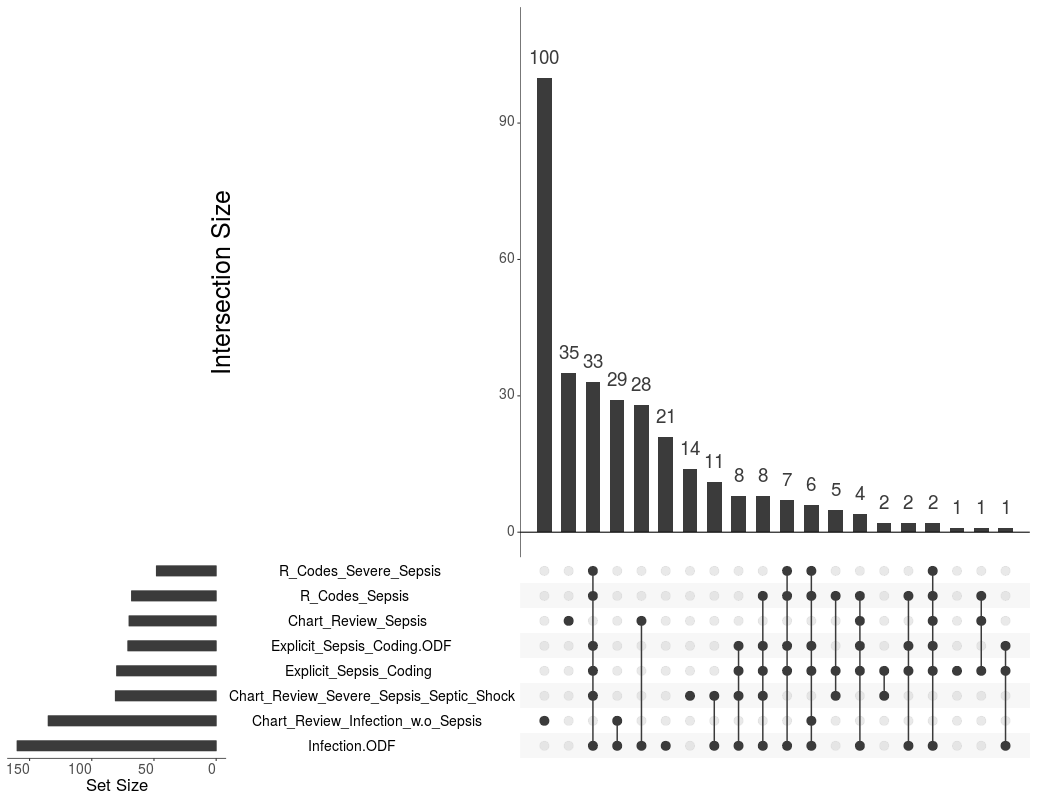 100
90
60
30
0
35
33
29
28
21
14
11
8
8
7
6
5
4
2
2
2
1
1
1
Intersection Size
R_Codes_Severe_Sepsis
R_Codes_Sepsis
Chart_Review_Sepsis
Explicit_Sepsis_Coding.ODF
Explicit_Sepsis_Coding
Chart_Review_Severe_Sepsis_Septic_Shock
Chart_Review_Infection_w.o_Sepsis
Infection.ODF
150 100 50 0
Set Size